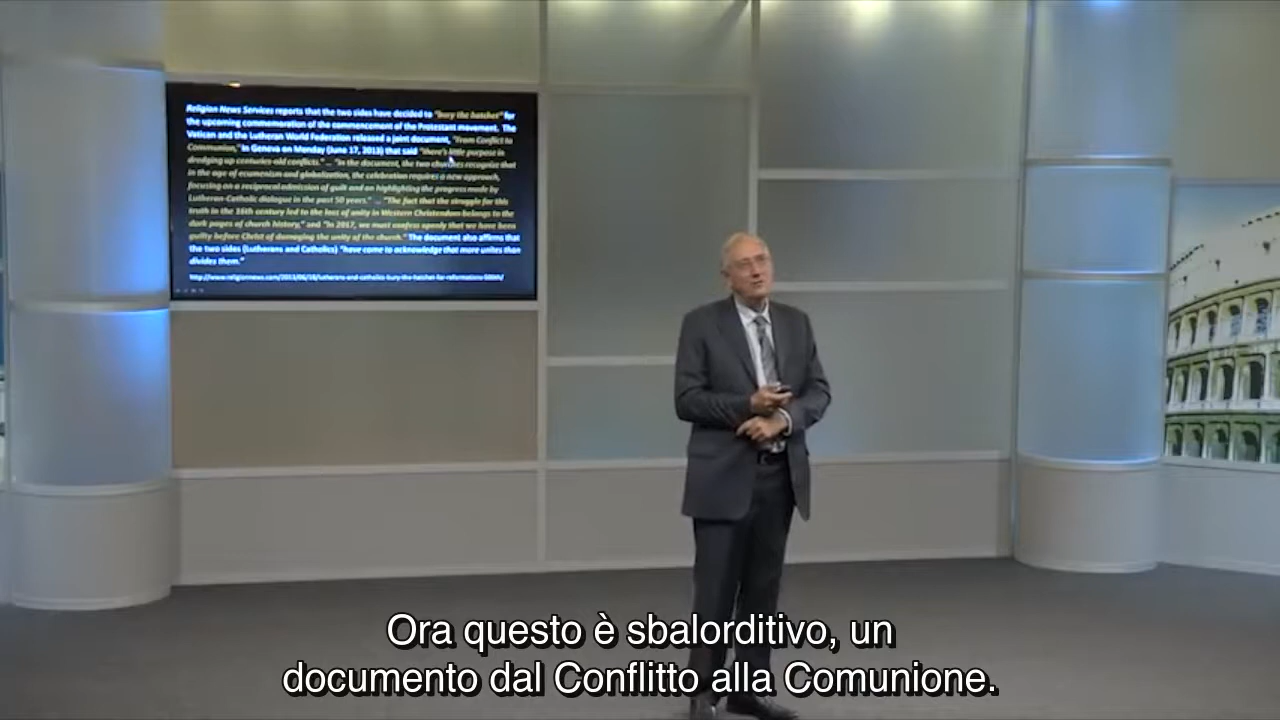 Religion News Services reports that the two sides have decided to "bury the hatchet" for
the upcoming commemoration of the commencement of the Protestant movement. The
Vatican and the Lutheran World Federation released a joint document, "From Conflict to
Communion," in Geneva on Monday (June 17, 2013) that said "there's little purpose in
dredging up centuries-old conflicts." ... "In the document, the two churches recognize that
in the age of ecumenism and globalization, the celebration requires a new approach,
focusing on a reciprocal admission of guilt and on highlighting the progress made by
Lutheran-Catholic dialogue in the past 50 years." ... "The fact that the struggle for this
truth in the 16th century led to the loss of unity in Western Christendom belongs to the
dark pages of church history," and "In 2017, we must confess openly that we have been
guilty before Christ of damaging the unity of the church." The document also affirms that
the two sides (Lutherans and Catholics) "have come to acknowledge that more unites than
divides them."
Ora questo è sbalorditivo, un
documento dal Conflitto alla Comunione.